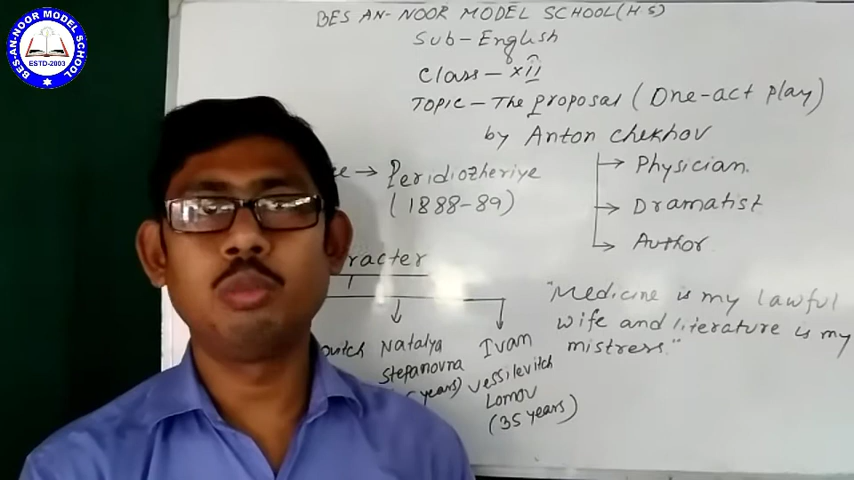 BES-AN-NOOR MODEL SCHOOL
ESTD-2003
BES AN-NOOR MODEL SCHOOL(HS)
Sub-English
Class-XII
TOPIC-The Proposal (One-act play)
by Anton Chekhov
→ Peridiozheriye
(1888-89)
Physician.
Dramatist
Author
racter
Natalya
Stepanovna
years)
Ivan
Vessilevitch
Lomov
(35 years)
"Medicine is my lawful
wife and literature is my
mistress."